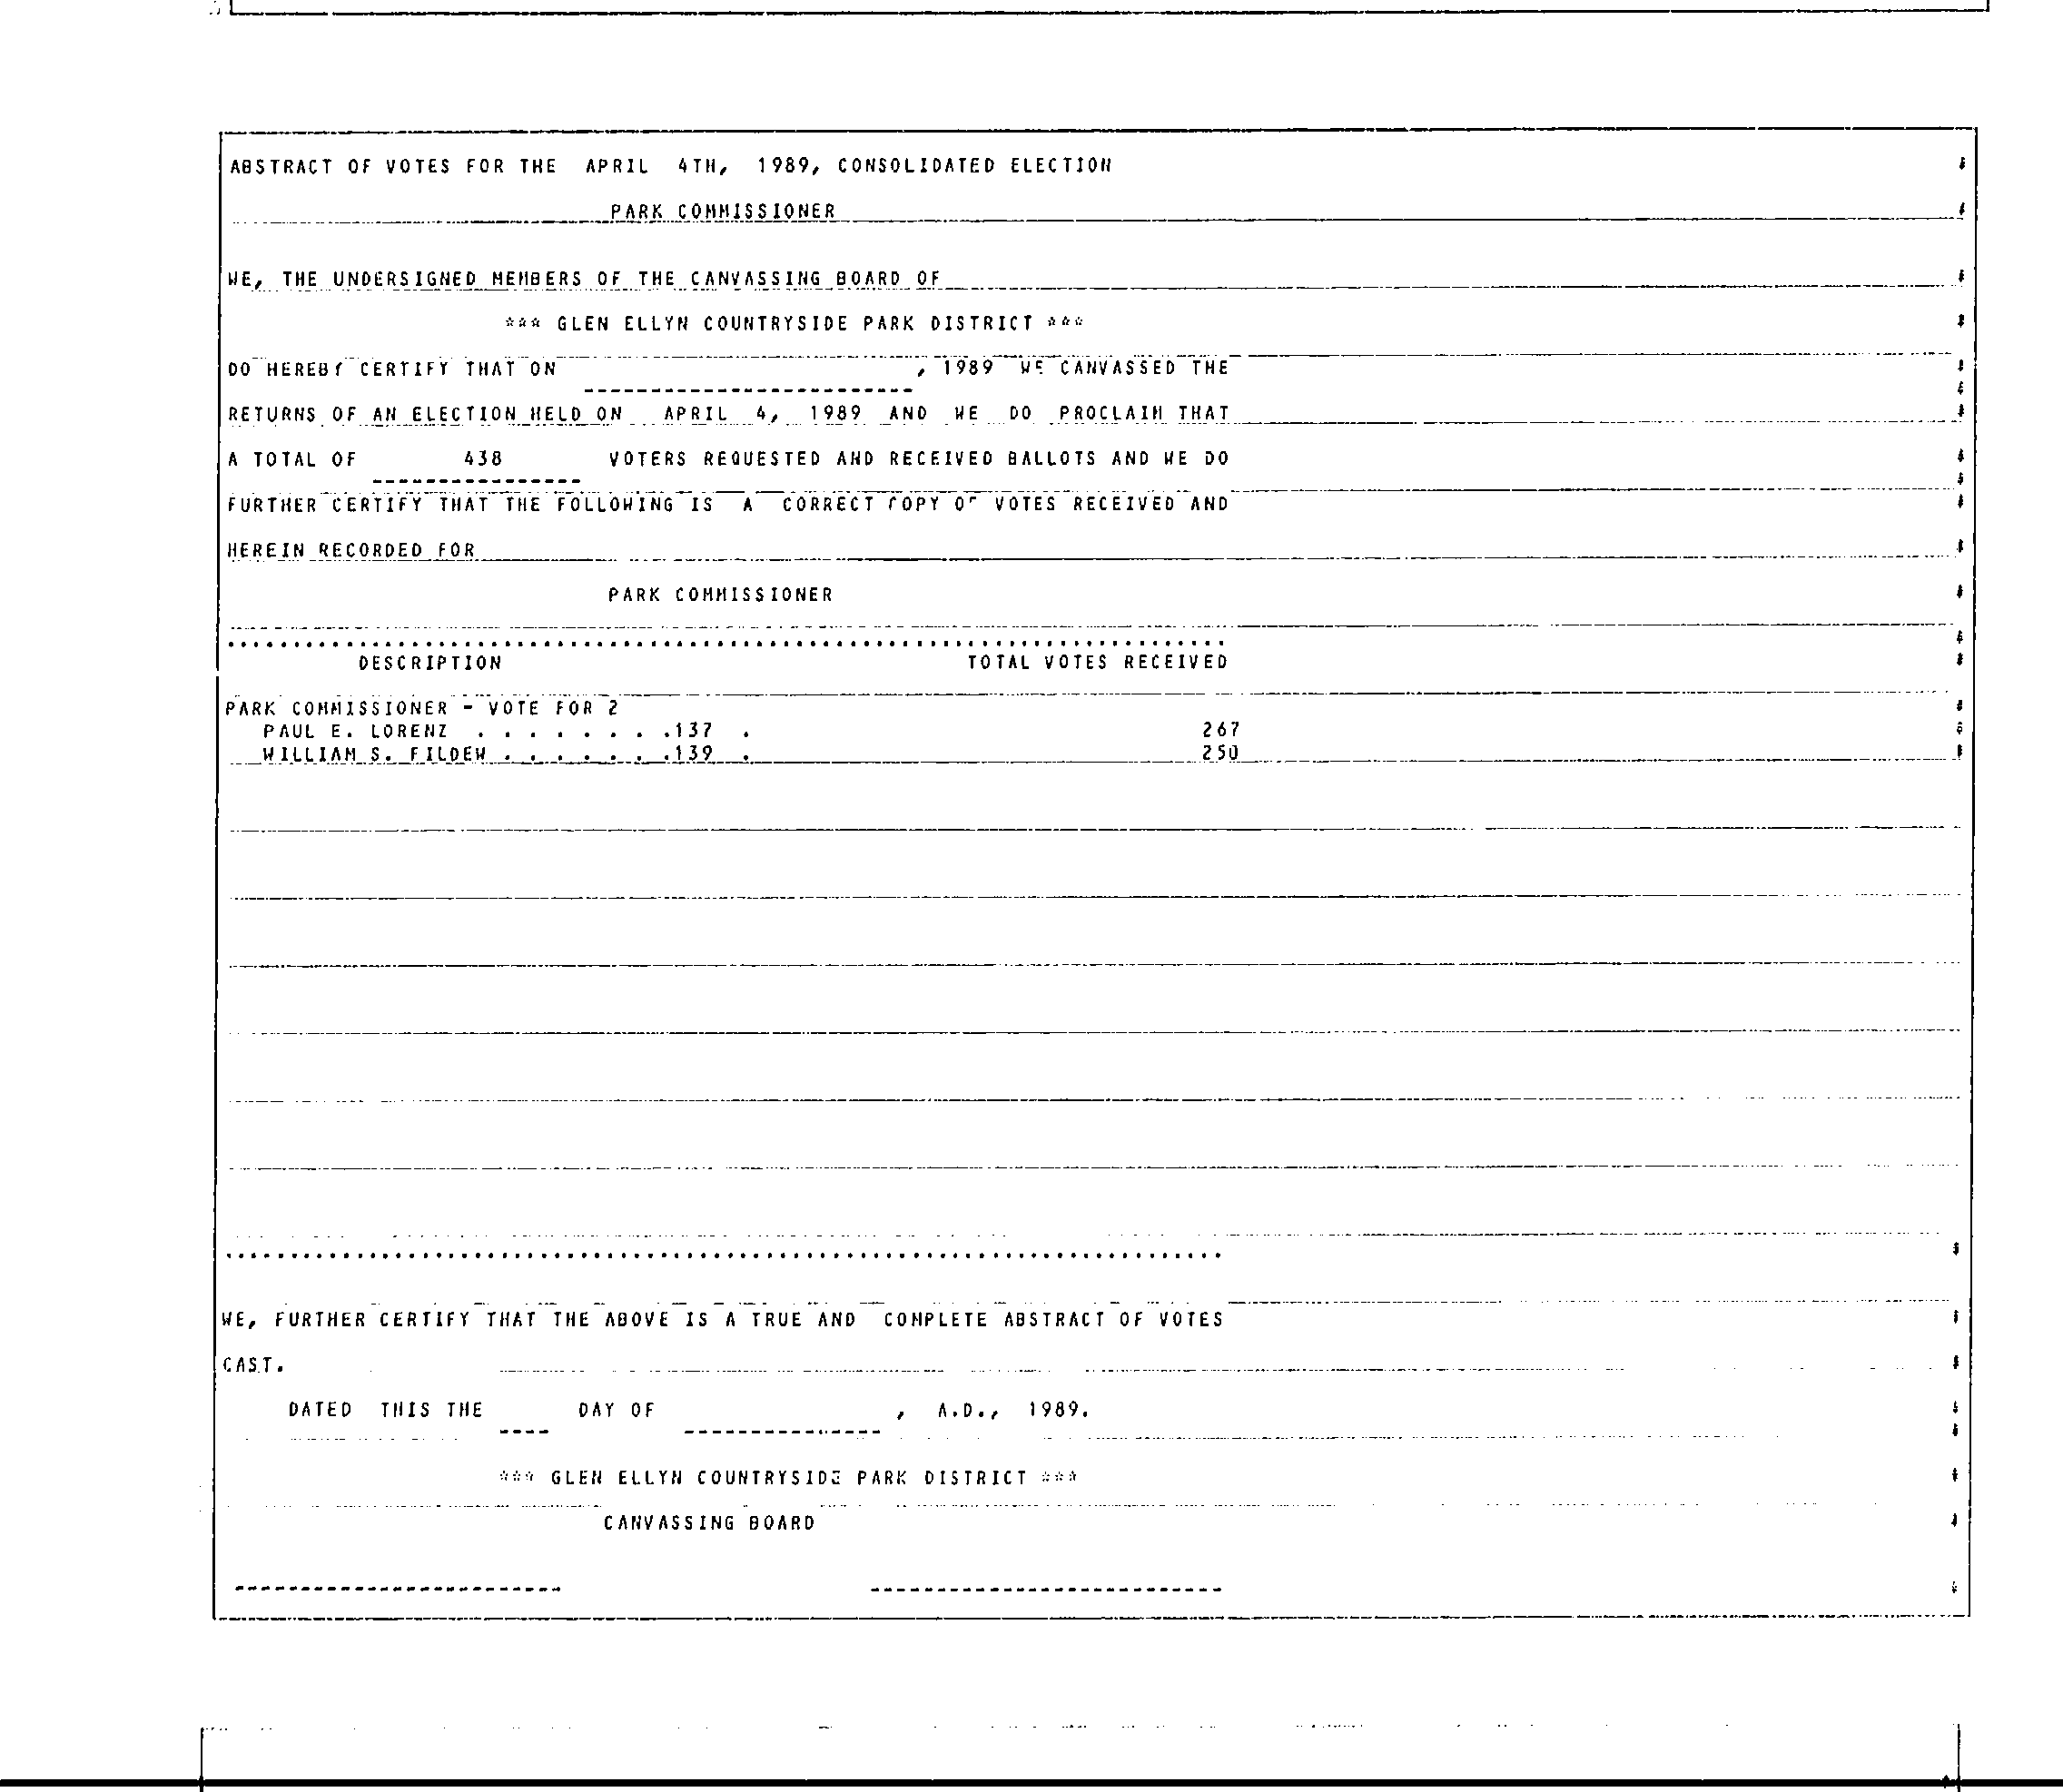 ABSTRACT OF VOTES FOR THE APRIL 4TH, 1989, CONSOLIDATED ELECTION
PARK COMMISSIONER
WE, THE UNDERSIGNED MEMBERS OF THE CANVASSING BOARD OF
*** GLEN ELLYN COUNTRYSIDE PARK DISTRICT ***
DO HEREBY CERTIFY THAT ON , 1989 WE CANVASSED THE
RETURNS OF AN ELECTION HELD ON APRIL 4, 1989 AND WE DO PROCLAIM THAT
A TOTAL OF 438 VOTERS REQUESTED AND RECEIVED BALLOTS AND WE DO
FURTHER CERTIFY THAT THE FOLLOWING IS A CORRECT COPY OF VOTES RECEIVED AND
HEREIN RECORDED FOR
PARK COMMISSIONER
DESCRIPTION TOTAL VOTES RECEIVED
PARK COMMISSIONER - VOTE FOR 2
PAUL E. LORENZ . . . . . . . .137 . 267
WILLIAM S. FILDEW . . . . . . .139 . 250
WE, FURTHER CERTIFY THAT THE ABOVE IS A TRUE AND COMPLETE ABSTRACT OF VOTES
CAST.
DATED THIS THE ---- DAY OF --------------- , A.D., 1989.
*** GLEN ELLYN COUNTRYSIDE PARK DISTRICT ***
CANVASSING BOARD